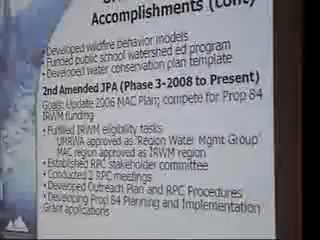 Accomplishments (cont)
• Developed wildfire behavior models
• Funded public school watershed ed program
• Developed water conservation plan template
2nd Amended JPA (Phase 3-2008 to Present)
Goals: Update 2006 MAC Plan; compete for Prop 84
IRWM funding
• Fulfilled IRWM eligibility tasks
UMRWA approved as 'Region Water Mgmt Group'
MAC region approved as IRWM region
• Established RPC stakeholder committee
• Conducted 2 RPC meetings
• Developed Outreach Plan and RPC Procedures
• Developing Prop 84 Planning and Implementation
Grant applications